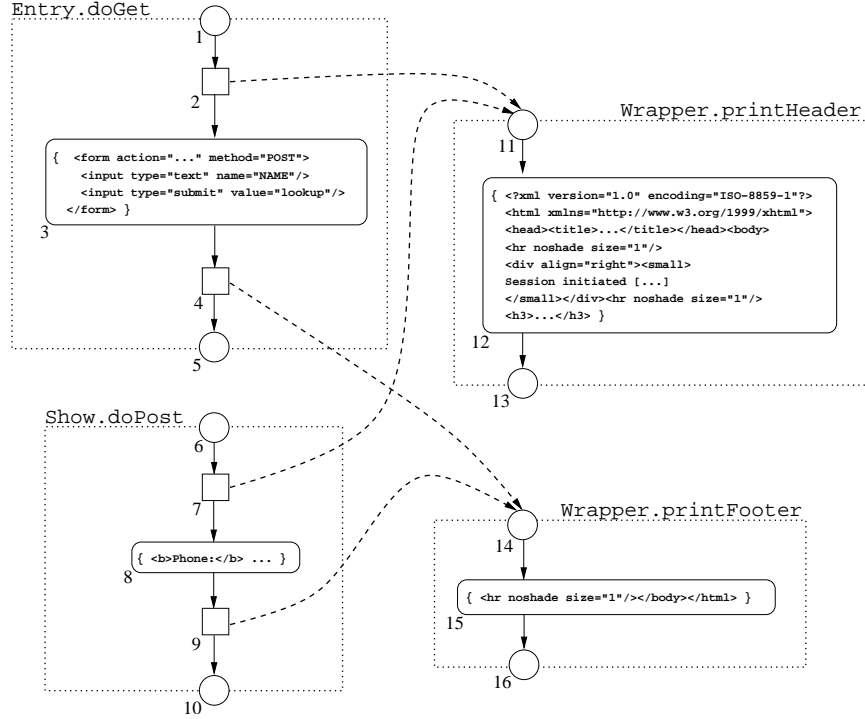 Entry.doGet
1
2
{ <form action="..." method="POST">
<input type="text" name="NAME"/>
<input type="submit" value="lookup"/>
</form> }
3
4
5
Wrapper.printHeader
11
{ <?xml version="1.0" encoding="ISO-8859-1"?>
<html xmlns="http://www.w3.org/1999/xhtml">
<head><title>...</title></head><body>
<hr noshade size="1"/>
<div align="right"><small>
Session initiated [...]
</small></div><hr noshade size="1"/>
<h3>...</h3> }
12
13
Show.doPost
6
7
{ <b>Phone:</b> ... }
8
9
10
Wrapper.printFooter
14
{ <hr noshade size="1"/></body></html> }
15
16